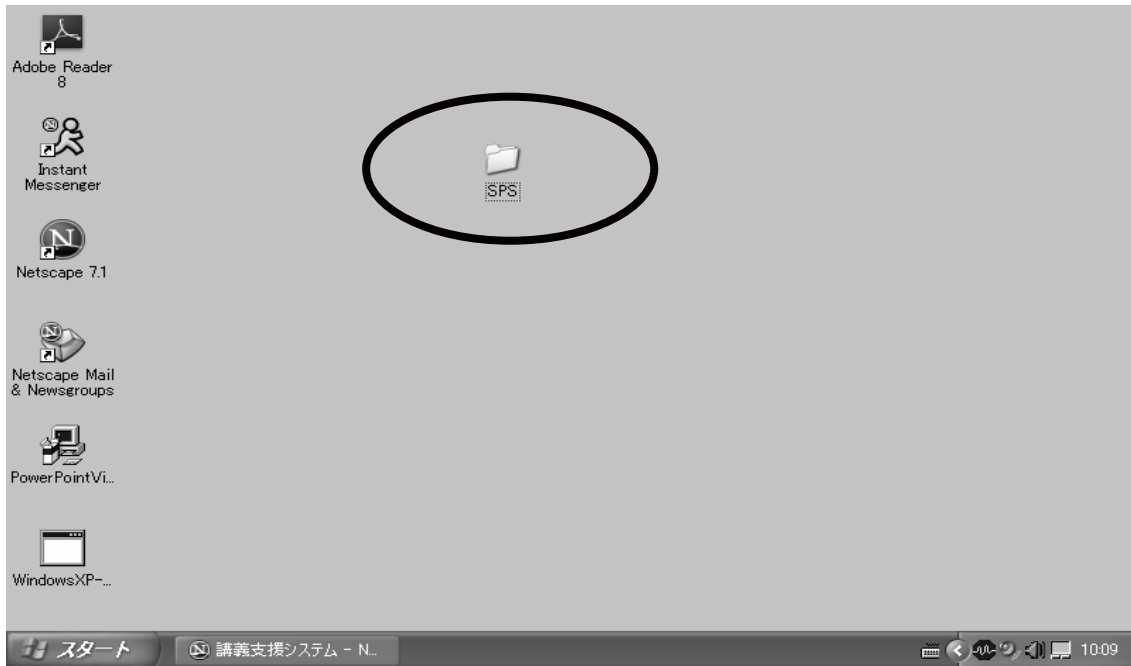 Adobe Reader
8
Instant
Messenger
Netscape 7.1
Netscape Mail
& Newsgroups
PowerPointVi...
WindowsXP-...
SPS
スタート
講義支援システム - N...
10:09